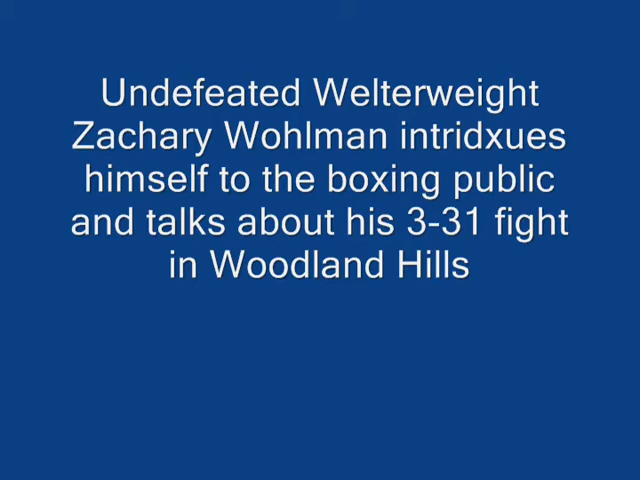 Undefeated Welterweight
Zachary Wohlman intridxues
himself to the boxing public
and talks about his 3-31 fight
in Woodland Hills